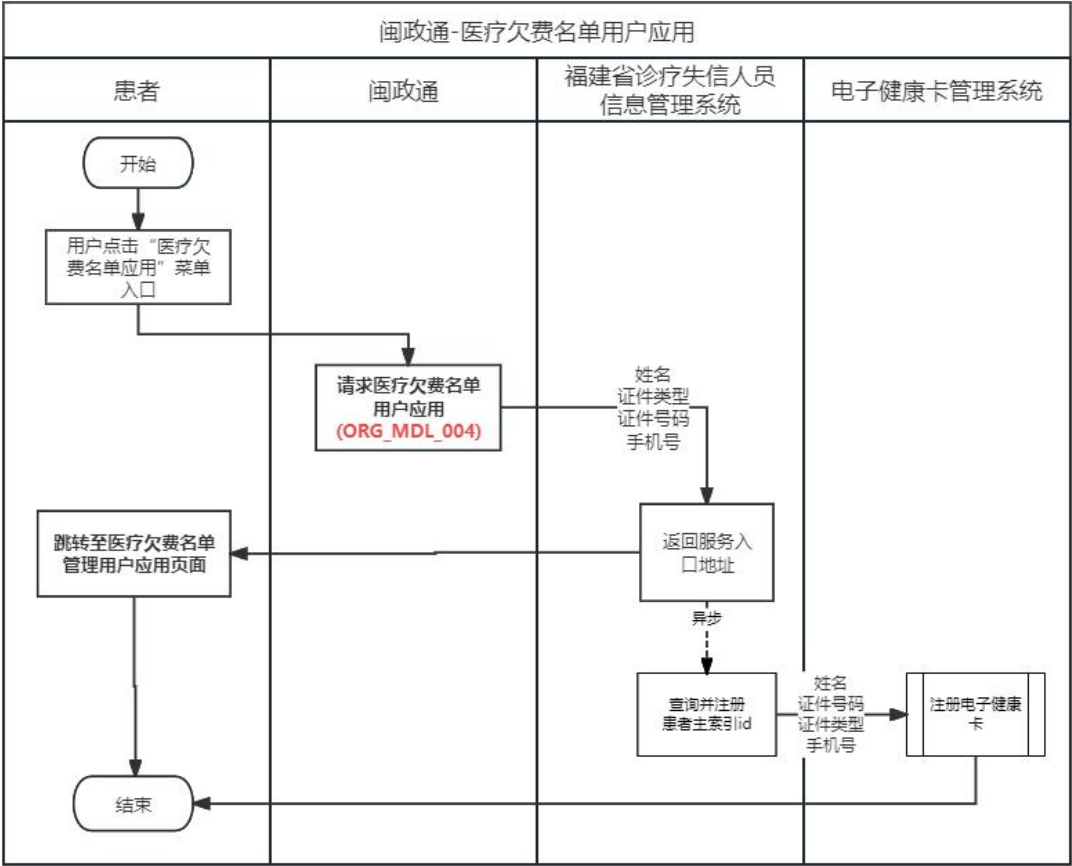 闽政通-医疗欠费名单用户应用
患者
闽政通
福建省诊疗失信人员
信息管理系统
电子健康卡管理系统
开始
用户点击“医疗欠
费名单应用”菜单
入口
请求医疗欠费名单
用户应用
(ORG_MDL_004)
姓名
证件类型
证件号码
手机号
返回服务入
口地址
跳转至医疗欠费名单
管理用户应用页面
异步
查询并注册
患者主索引id
姓名
证件号码
证件类型
手机号
注册电子健康
卡
结束